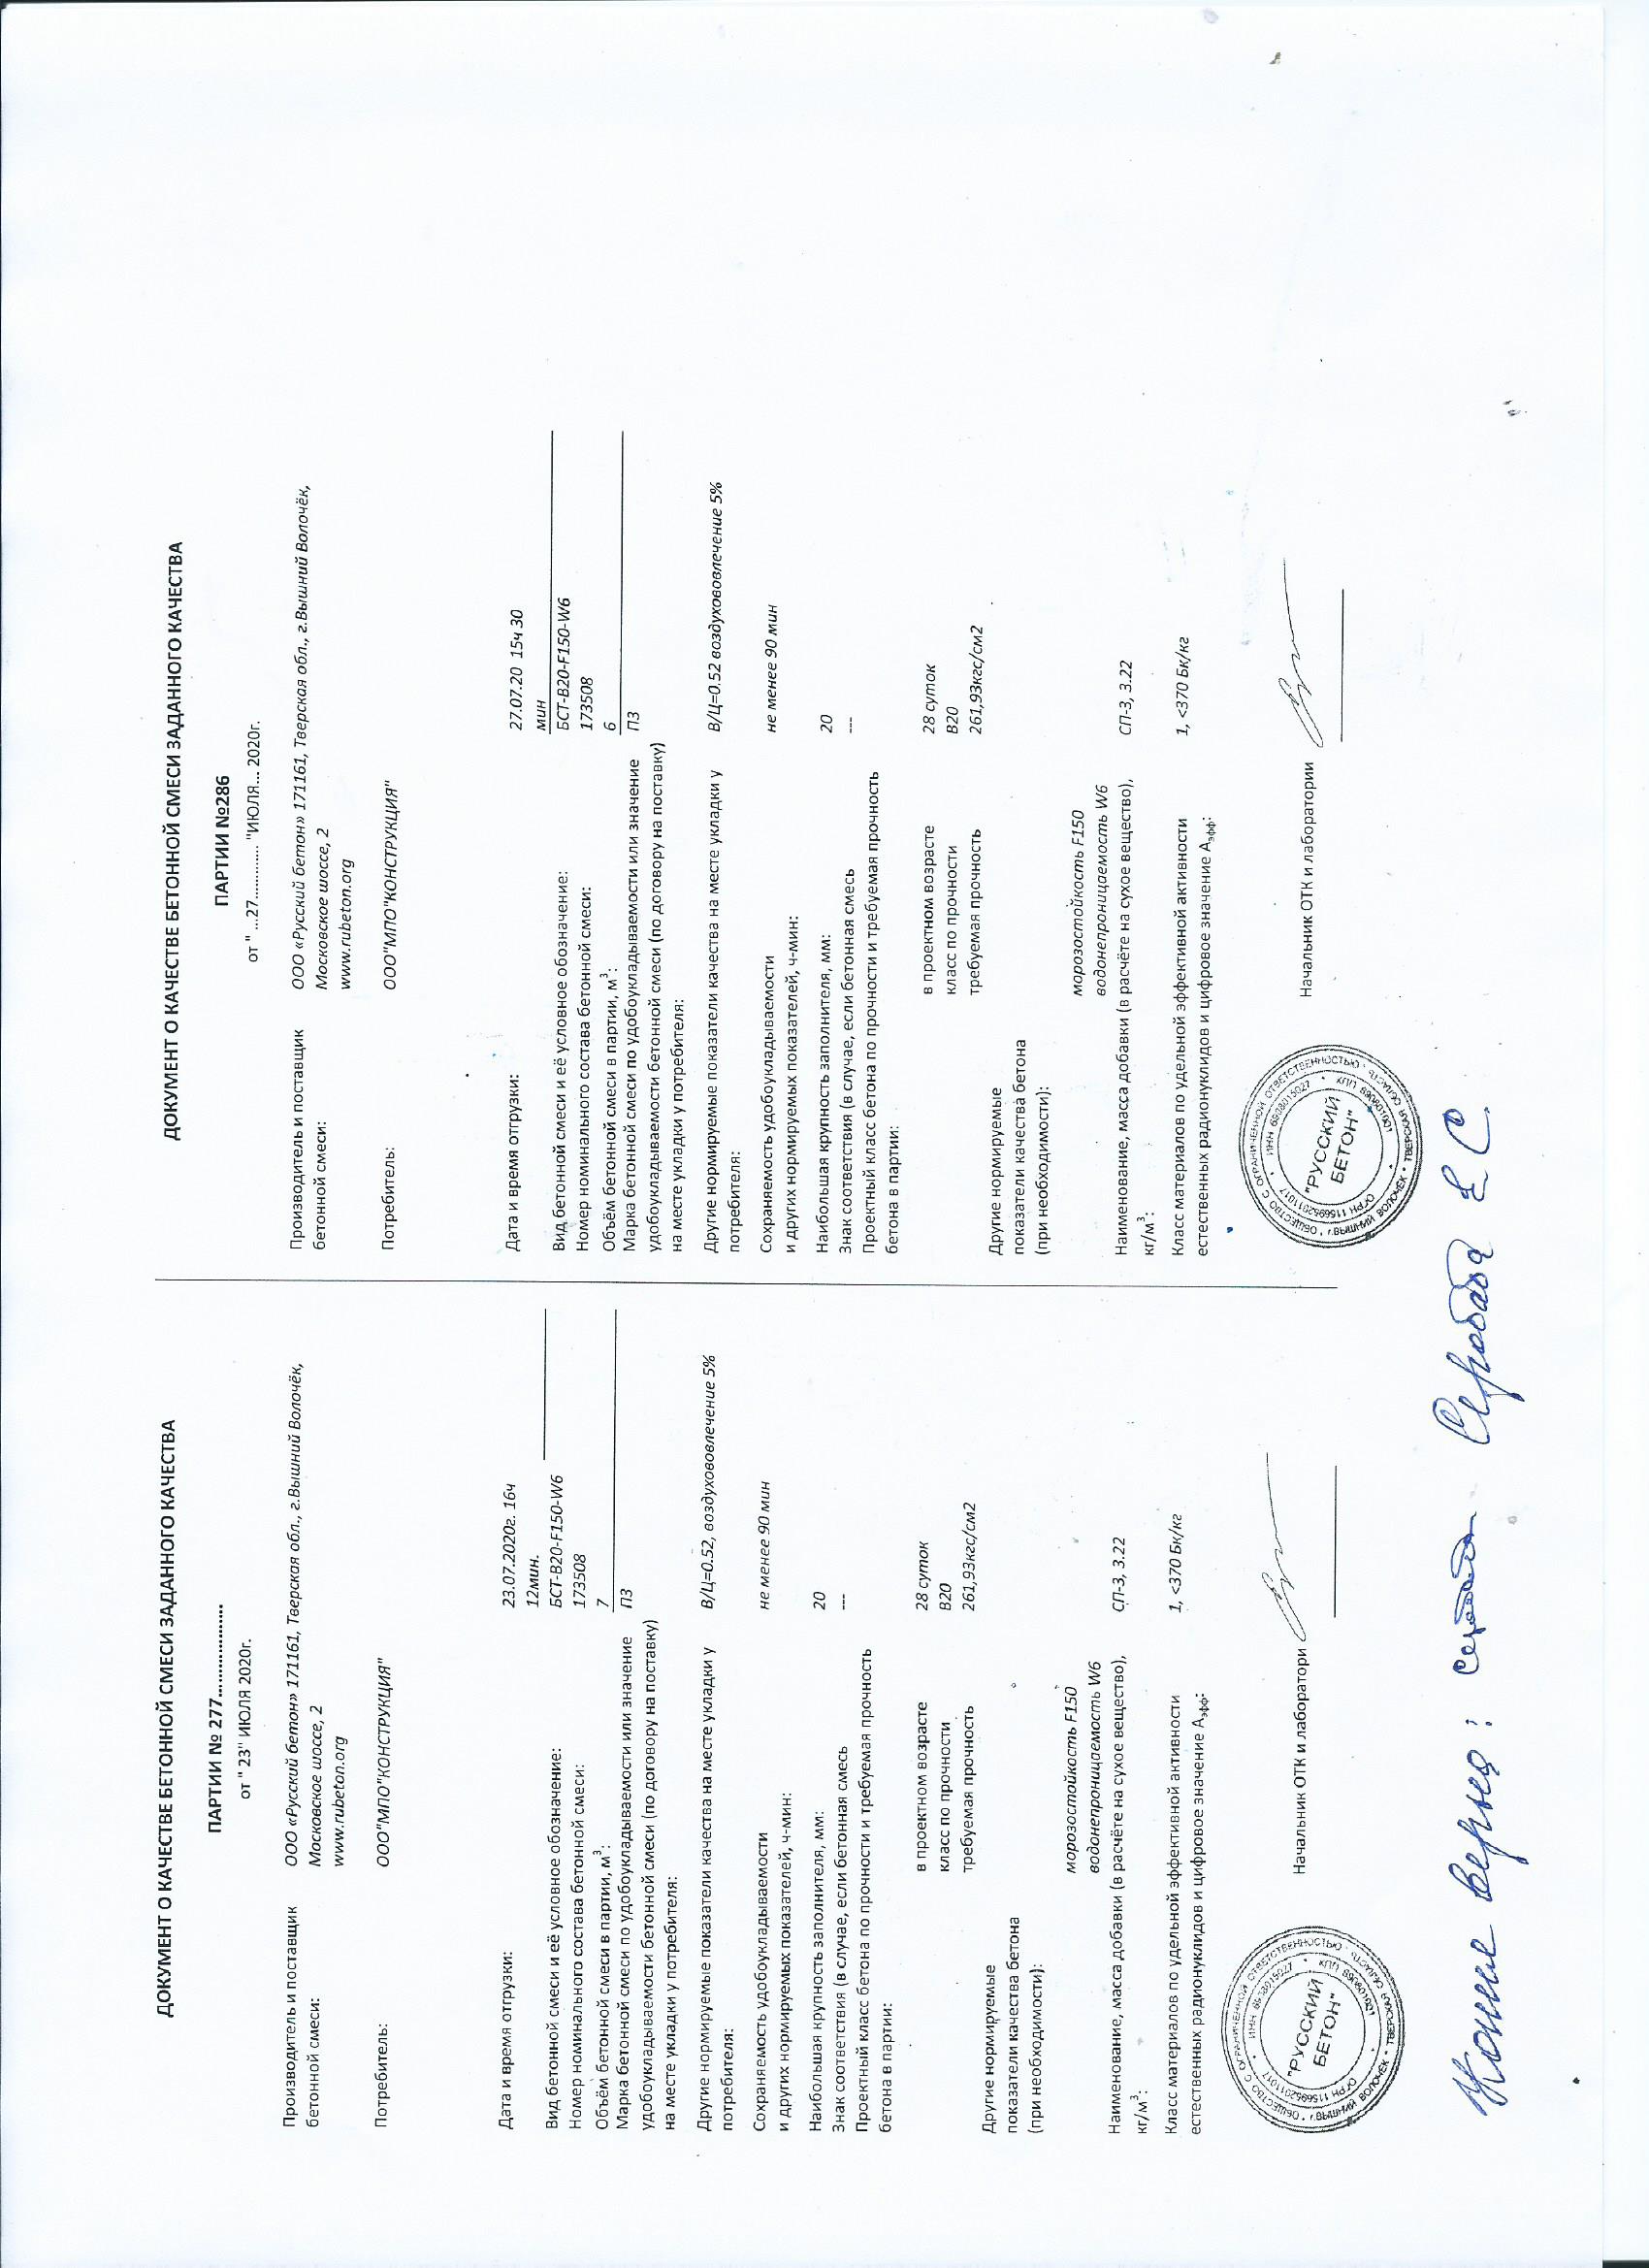 ДОКУМЕНТ О КАЧЕСТВЕ БЕТОННОЙ СМЕСИ ЗАДАННОГО КАЧЕСТВА
ПАРТИИ № 277...................
от " 23" ИЮЛЯ 2020г.
Производитель и поставщик ООО «Русский бетон» 171161, Тверская обл., г.Вышний Волочёк,
бетонной смеси: Московское шоссе, 2
www.rubeton.org
Потребитель: ООО"МПО"КОНСТРУКЦИЯ"
Дата и время отгрузки: 23.07.2020г. 16ч
12мин.
Вид бетонной смеси и её условное обозначение: БСТ-В20-F150-W6
Номер номинального состава бетонной смеси: 173508
Объём бетонной смеси в партии, м³: 7
Марка бетонной смеси по удобоукладываемости или значение П3
удобоукладываемости бетонной смеси (по договору на поставку)
на месте укладки у потребителя:
Другие нормируемые показатели качества на месте укладки у В/Ц=0.52, воздухововлечение 5%
потребителя:
Сохраняемость удобоукладываемости не менее 90 мин
и других нормируемых показателей, ч-мин:
Наибольшая крупность заполнителя, мм: 20
Знак соответствия (в случае, если бетонная смесь ---
Проектный класс бетона по прочности и требуемая прочность
бетона в партии:
в проектном возрасте 28 суток
класс по прочности В20
требуемая прочность 261,93кгс/см2
Другие нормируемые
показатели качества бетона
(при необходимости):
морозостойкость F150
водонепроницаемость W6
Наименование, масса добавки (в расчёте на сухое вещество), СП-3, 3.22
кг/м³:
Класс материалов по удельной эффективной активности 1, <370 Бк/кг
естественных радионуклидов и цифровое значение Аэфф:
Начальник ОТК и лаборатори
ОБЩЕСТВО С ОГРАНИЧЕННОЙ ОТВЕТСТВЕННОСТЬЮ * ТВЕРСКАЯ ОБЛАСТЬ * г.ВЫШНИЙ ВОЛОЧЁК
ОГРН 1156952011017 * ИНН 6908015027 * КПП 690801001
"РУССКИЙ
БЕТОН"
ДОКУМЕНТ О КАЧЕСТВЕ БЕТОННОЙ СМЕСИ ЗАДАННОГО КАЧЕСТВА
ПАРТИИ №286
от " ...27............. "ИЮЛЯ... 2020г.
Производитель и поставщик ООО «Русский бетон» 171161, Тверская обл., г.Вышний Волочёк,
бетонной смеси: Московское шоссе, 2
www.rubeton.org
Потребитель: ООО"МПО"КОНСТРУКЦИЯ"
Дата и время отгрузки: 27.07.20 15ч 30
мин
Вид бетонной смеси и её условное обозначение: БСТ-В20-F150-W6
Номер номинального состава бетонной смеси: 173508
Объём бетонной смеси в партии, м³: 6
Марка бетонной смеси по удобоукладываемости или значение П3
удобоукладываемости бетонной смеси (по договору на поставку)
на месте укладки у потребителя:
Другие нормируемые показатели качества на месте укладки у В/Ц=0.52 воздухововлечение 5%
потребителя:
Сохраняемость удобоукладываемости не менее 90 мин
и других нормируемых показателей, ч-мин:
Наибольшая крупность заполнителя, мм: 20
Знак соответствия (в случае, если бетонная смесь ---
Проектный класс бетона по прочности и требуемая прочность
бетона в партии:
в проектном возрасте 28 суток
класс по прочности В20
требуемая прочность 261,93кгс/см2
Другие нормируемые
показатели качества бетона
(при необходимости):
морозостойкость F150
водонепроницаемость W6
Наименование, масса добавки (в расчёте на сухое вещество), СП-3, 3.22
кг/м³:
Класс материалов по удельной эффективной активности 1, <370 Бк/кг
естественных радионуклидов и цифровое значение Аэфф:
Начальник ОТК и лаборатории
ОБЩЕСТВО С ОГРАНИЧЕННОЙ ОТВЕТСТВЕННОСТЬЮ * ТВЕРСКАЯ ОБЛАСТЬ * г.ВЫШНИЙ ВОЛОЧЁК
ОГРН 1156952011017 * ИНН 6908015027 * КПП 690801001
"РУССКИЙ
БЕТОН"
Копия верна: Серобаба Е С.